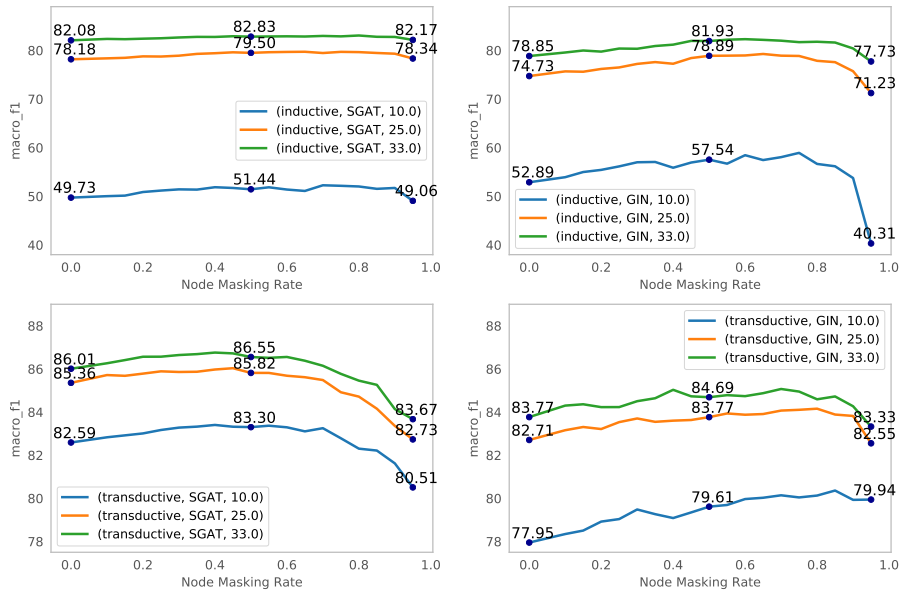 82.08
82.83
82.17
78.18
79.50
78.34
49.73
51.44
49.06
80
70
60
50
40
macro_f1
(inductive, SGAT, 10.0)
(inductive, SGAT, 25.0)
(inductive, SGAT, 33.0)
0.0 0.2 0.4 0.6 0.8 1.0
Node Masking Rate
78.85
81.93
77.73
74.73
78.89
71.23
52.89
57.54
40.31
80
70
60
50
40
macro_f1
(inductive, GIN, 10.0)
(inductive, GIN, 25.0)
(inductive, GIN, 33.0)
0.0 0.2 0.4 0.6 0.8 1.0
Node Masking Rate
86.01
86.55
83.67
85.36
85.82
82.73
82.59
83.30
80.51
88
86
84
82
80
78
macro_f1
(transductive, SGAT, 10.0)
(transductive, SGAT, 25.0)
(transductive, SGAT, 33.0)
0.0 0.2 0.4 0.6 0.8 1.0
Node Masking Rate
(transductive, GIN, 10.0)
(transductive, GIN, 25.0)
(transductive, GIN, 33.0)
83.77
84.69
83.33
82.71
83.77
82.55
77.95
79.61
79.94
88
86
84
82
80
78
macro_f1
0.0 0.2 0.4 0.6 0.8 1.0
Node Masking Rate